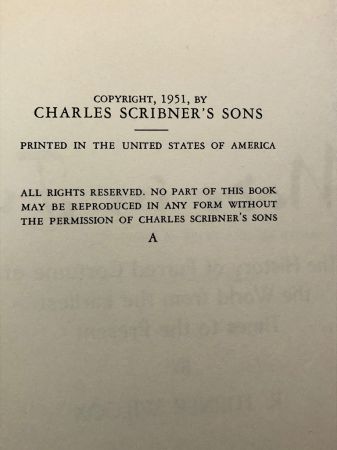 COPYRIGHT, 1951, BY
CHARLES SCRIBNER'S SONS
PRINTED IN THE UNITED STATES OF AMERICA
ALL RIGHTS RESERVED. NO PART OF THIS BOOK
MAY BE REPRODUCED IN ANY FORM WITHOUT
THE PERMISSION OF CHARLES SCRIBNER'S SONS
A